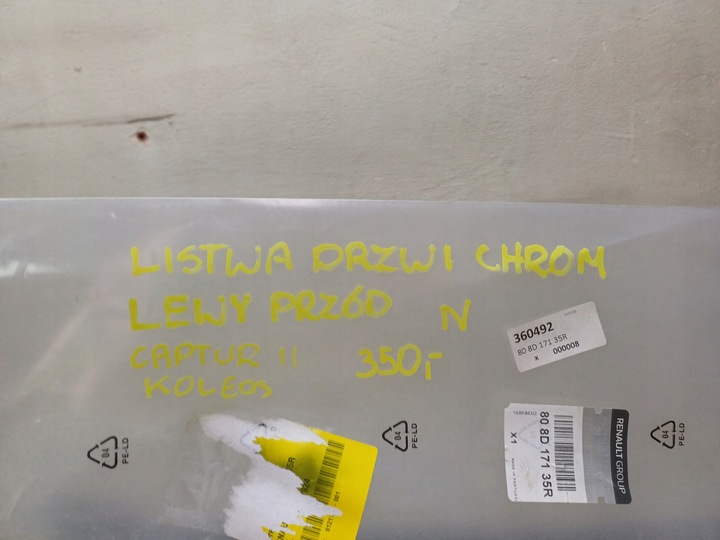 LISTWA DRZWI CHROM
LEWY PRZÓD N
CAPTUR II 350,-
KOLEOS
360492
80 8D 171 35R
X 000008
RENAULT GROUP
80 8D 171 35R
X 1
04
PE-LD
04
PE-LD
04
PE-LD